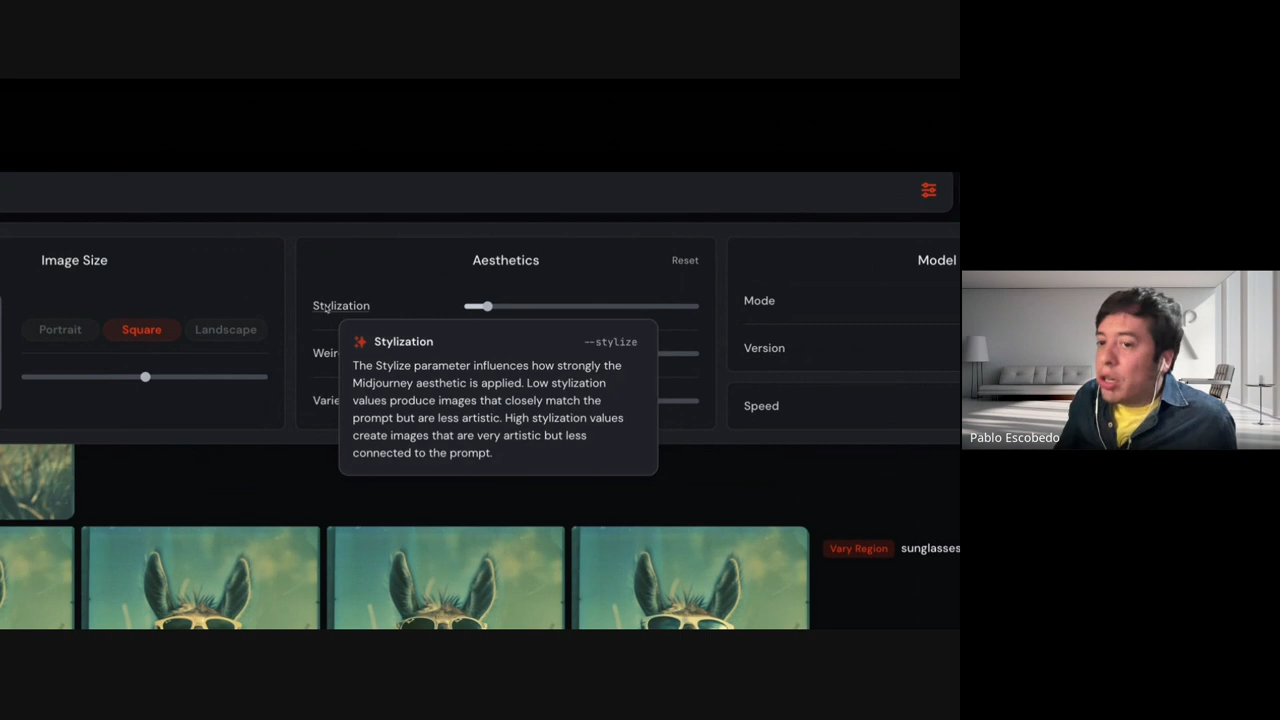 Image Size
Aesthetics
Reset
Model
Stylization
Mode
Portrait
Square
Landscape
Stylization
--stylize
Weir
Version
The Stylize parameter influences how strongly the
Midjourney aesthetic is applied. Low stylization
values produce images that closely match the
prompt but are less artistic. High stylization values
create images that are very artistic but less
connected to the prompt.
Varie
Speed
Pablo Escobedo
Vary Region
sunglasses